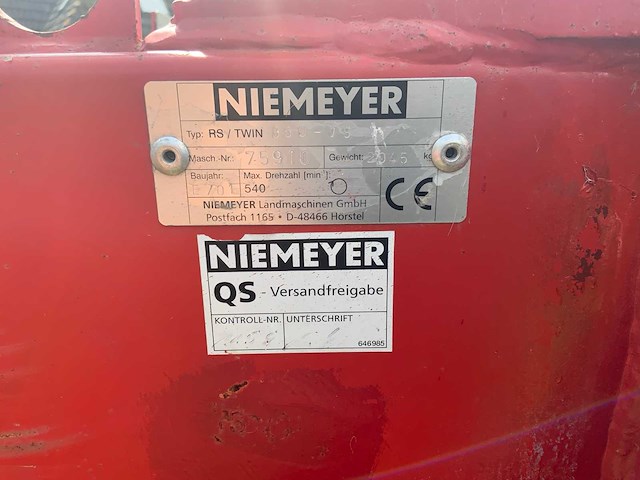 NIEMEYER
Typ: RS / TWIN
Masch.-Nr.: Gewicht: kg
Baujahr: Max. Drehzahl [min⁻¹]:
540
CE
NIEMEYER Landmaschinen GmbH
Postfach 1165 • D-48466 Hörstel
NIEMEYER
QS - Versandfreigabe
KONTROLL-NR. UNTERSCHRIFT
646985